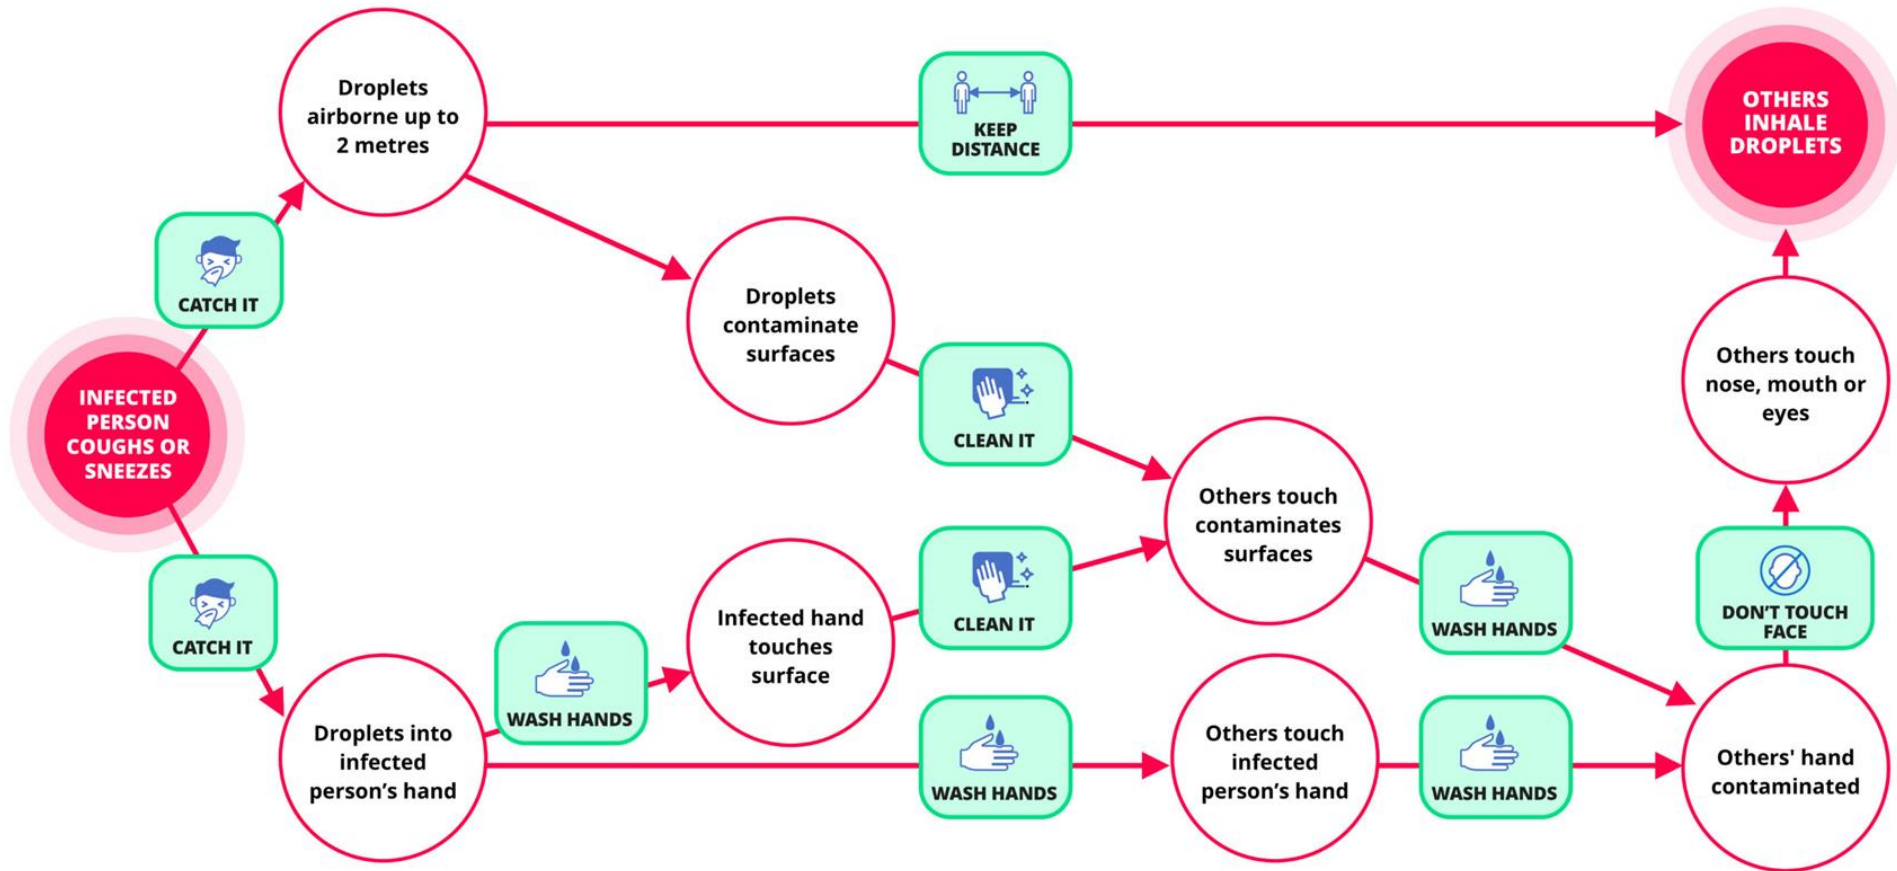 Droplets
airborne up to
2 metres
KEEP
DISTANCE
OTHERS
INHALE
DROPLETS
CATCH IT
Droplets
contaminate
surfaces
INFECTED
PERSON
COUGHS OR
SNEEZES
CLEAN IT
Others touch
nose, mouth or
eyes
Others touch
contaminates
surfaces
CATCH IT
WASH HANDS
Infected hand
touches
surface
CLEAN IT
WASH HANDS
DON'T TOUCH
FACE
Droplets into
infected
person's hand
WASH HANDS
Others touch
infected
person's hand
WASH HANDS
Others' hand
contaminated